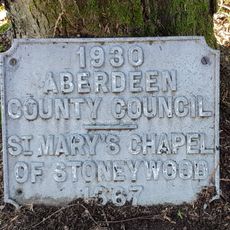 1930
ABERDEEN
COUNTY COUNCIL
ST MARY'S CHAPEL
OF STONEYWOOD
1367